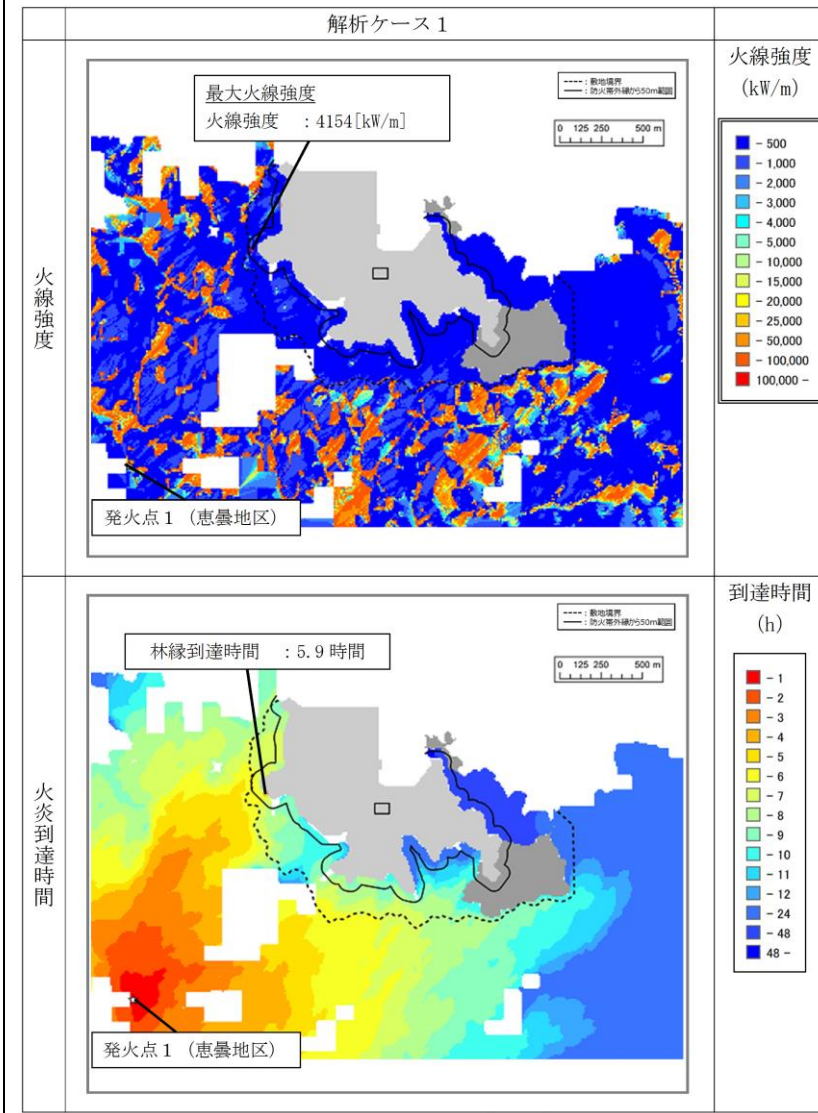 解析ケース1
火線強度
火線強度
(kW/m)
最大火線強度
火線強度 :4154[kW/m]
----:敷地境界
——:防火帯外縁から50m範囲
0 125 250 500 m
発火点1 (恵曇地区)
- 500
- 1,000
- 2,000
- 3,000
- 4,000
- 5,000
- 10,000
- 15,000
- 20,000
- 25,000
- 50,000
- 100,000
100,000 -
火炎到達時間
到達時間
(h)
林縁到達時間 :5.9 時間
----:敷地境界
——:防火帯外縁から50m範囲
0 125 250 500 m
発火点1 (恵曇地区)
- 1
- 2
- 3
- 4
- 5
- 6
- 7
- 8
- 9
- 10
- 11
- 12
- 24
- 48
48 -